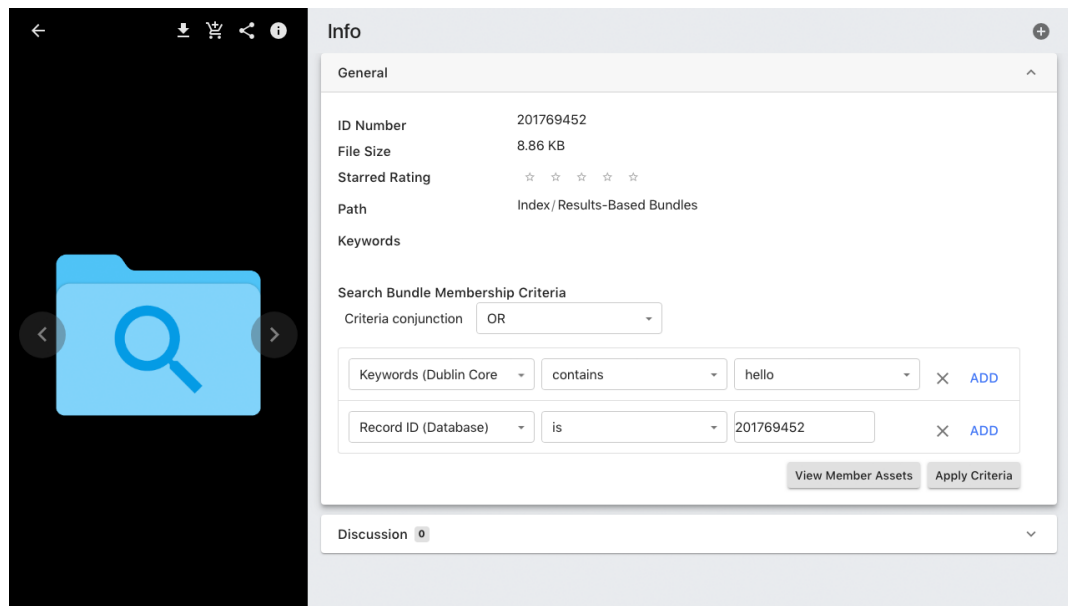 Info
General
ID Number 201769452
File Size 8.86 KB
Starred Rating
Path Index/Results-Based Bundles
Keywords
Search Bundle Membership Criteria
Criteria conjunction OR
Keywords (Dublin Core contains hello ADD
Record ID (Database) is 201769452 ADD
View Member Assets Apply Criteria
Discussion 0